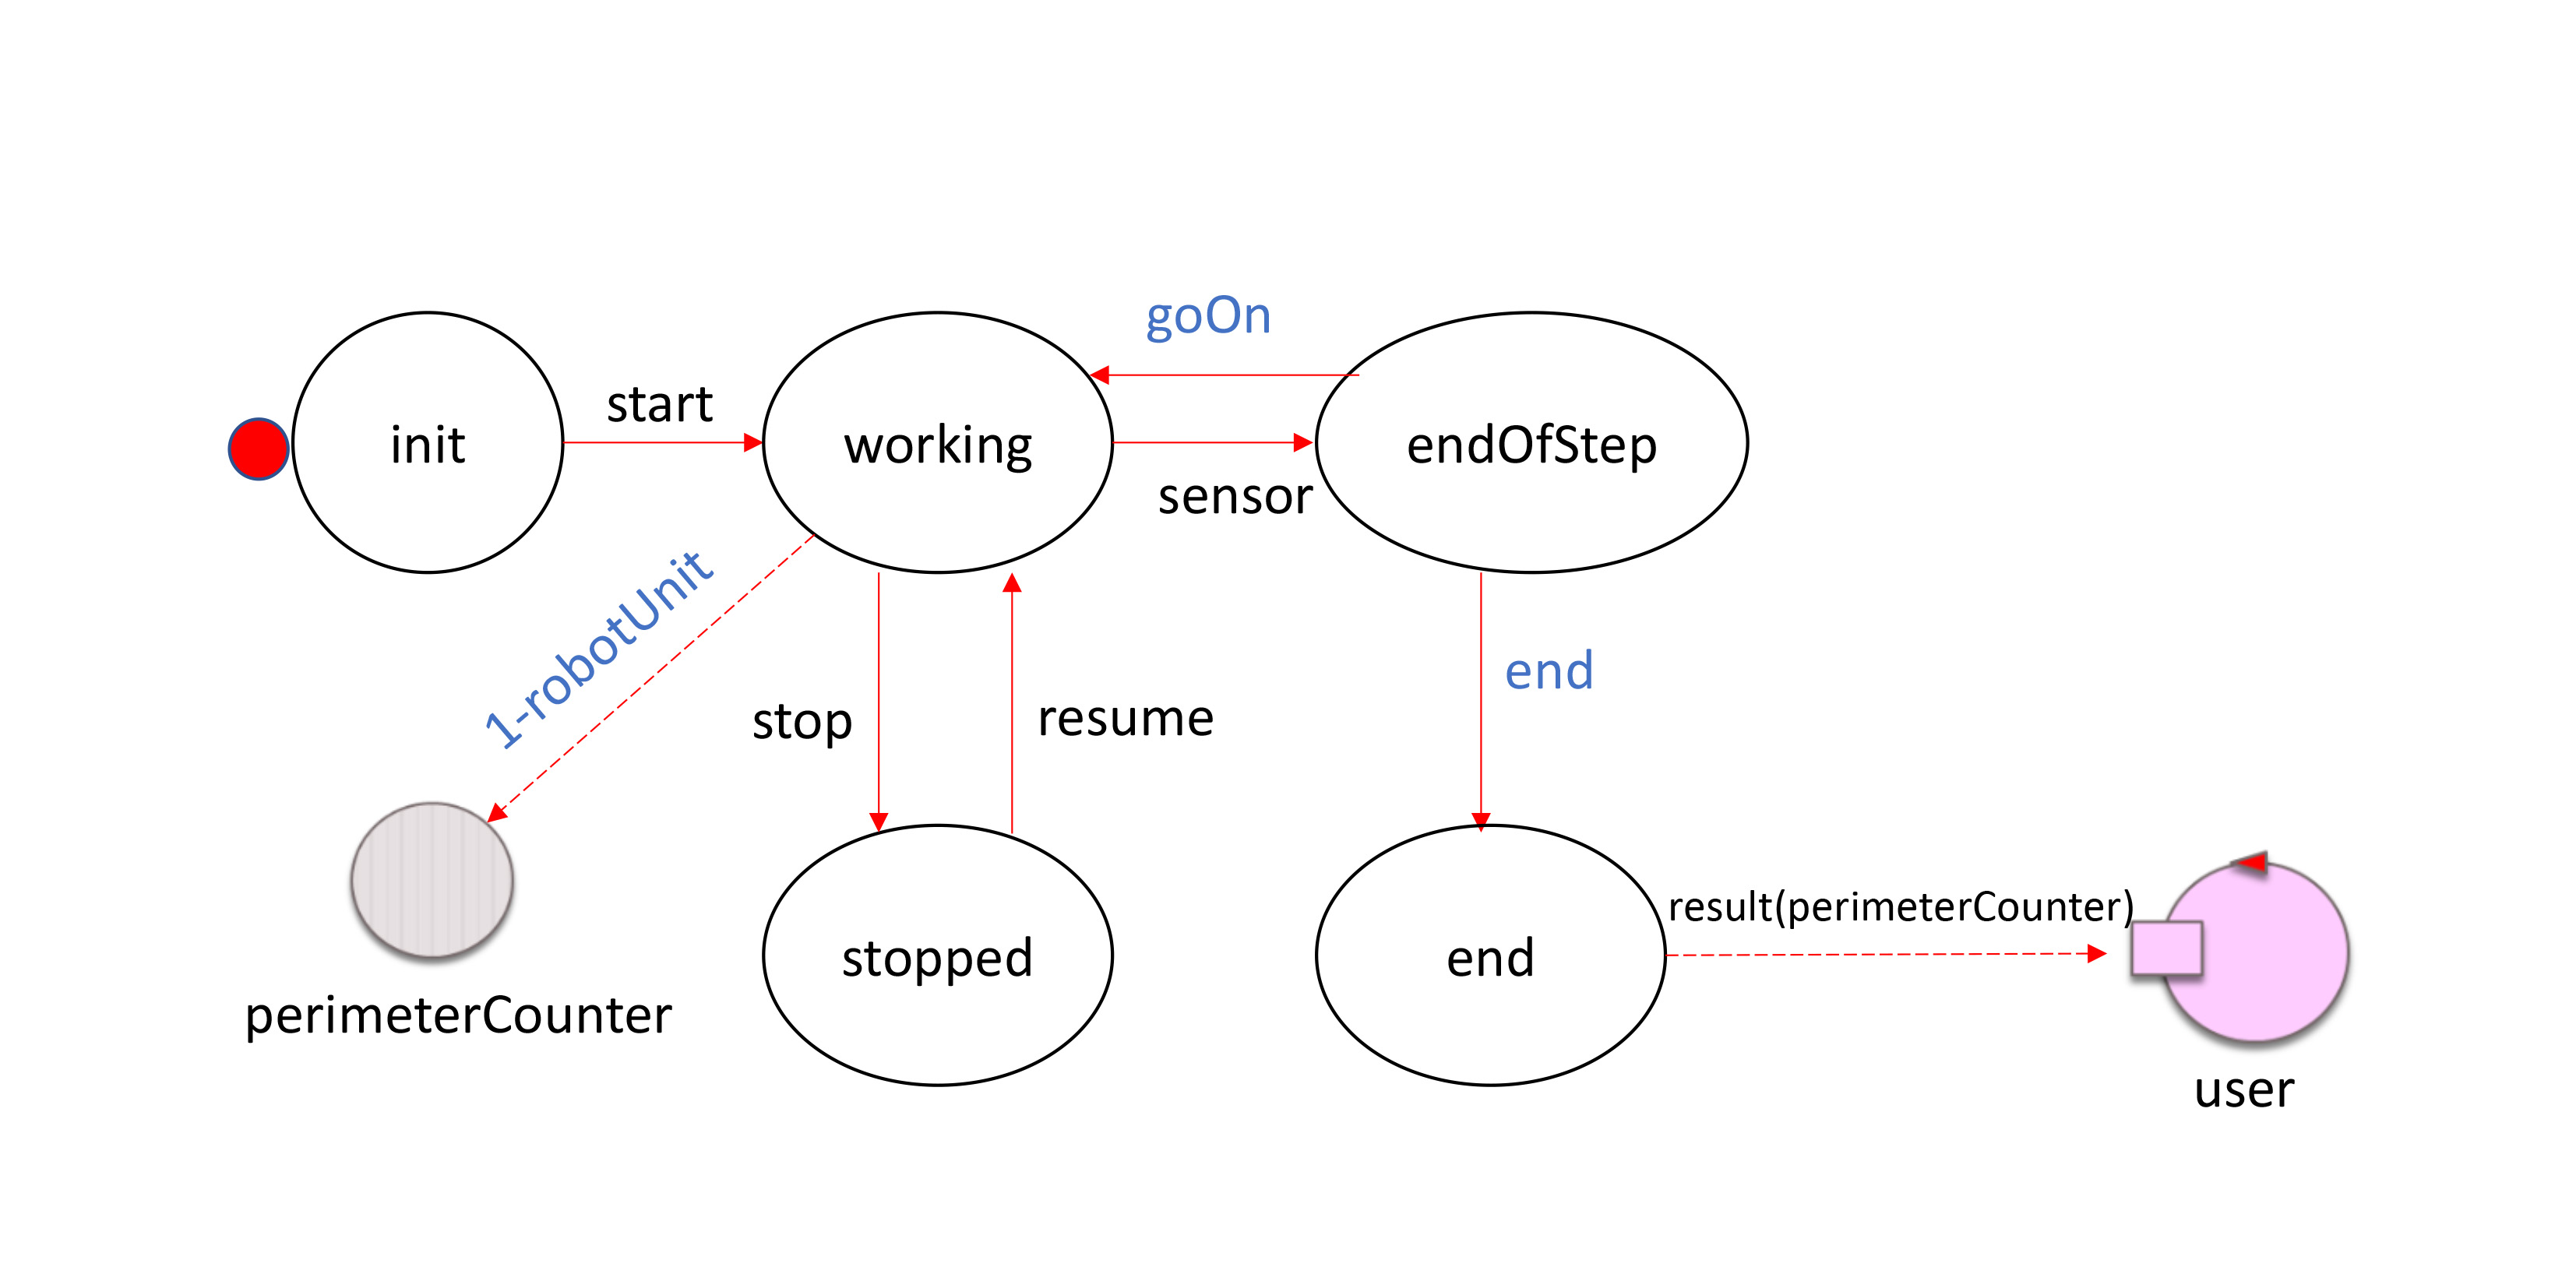 goOn
start
init
working
endOfStep
sensor
1-robotUnit
end
stop
resume
result(perimeterCounter)
stopped
end
perimeterCounter
user